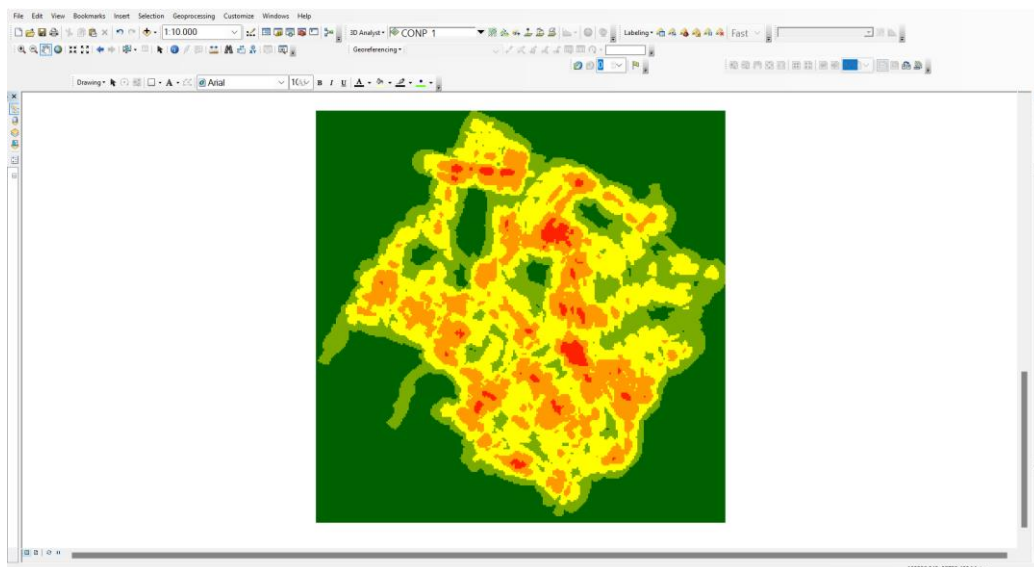 File Edit View Bookmarks Insert Selection Geoprocessing Customize Windows Help
1:10.000 3D Analyst CONP 1 Labeling Fast
Georeferencing
Drawing A Arial 10 B I U A